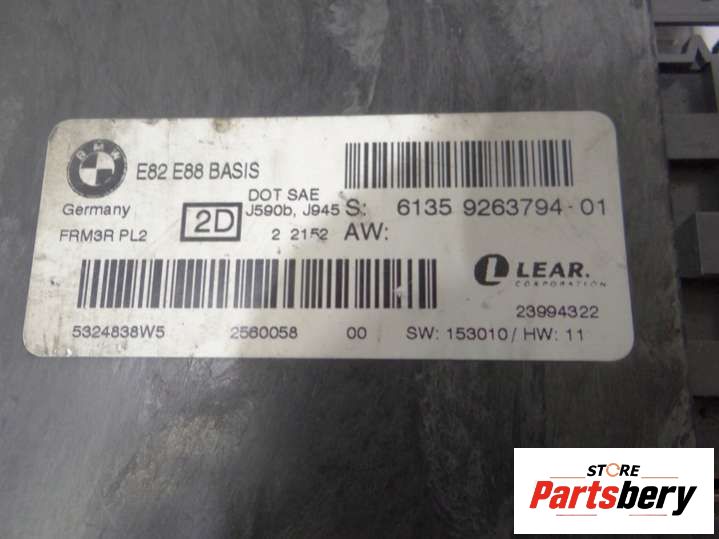 BMW
E82 E88 BASIS
Germany
FRM3R PL2
2D
DOT SAE
J590b, J945
2 2152
S: 6135 9263794-01
AW:
LEAR.
CORPORATION
23994322
5324838W5 2560058 00 SW: 153010/ HW: 11
STORE
Partsbery